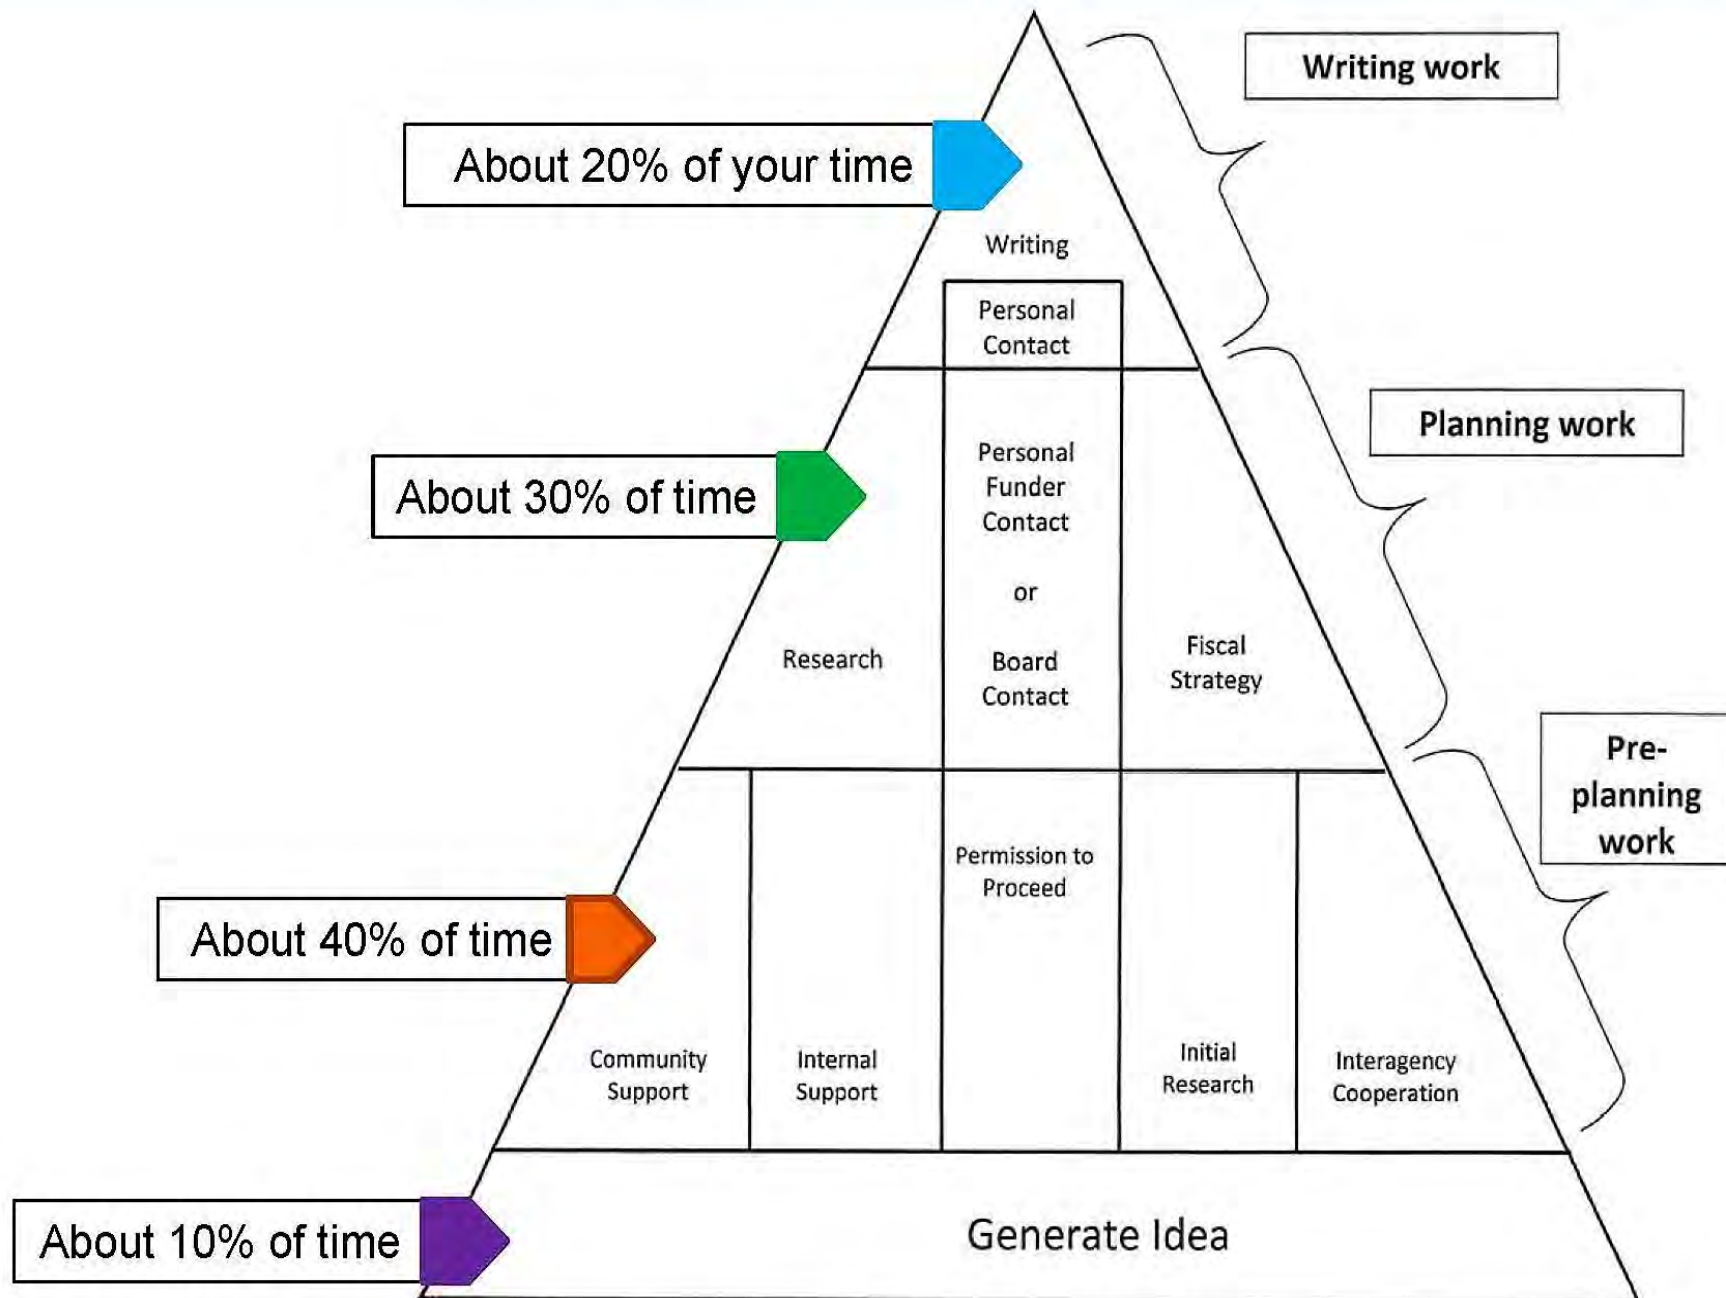 Writing work
About 20% of your time
Writing
Personal
Contact
Planning work
About 30% of time
Personal
Funder
Contact
or
Board
Contact
Research
Fiscal
Strategy
Pre-
planning
work
About 40% of time
Permission to
Proceed
Community
Support
Internal
Support
Initial
Research
Interagency
Cooperation
About 10% of time
Generate Idea